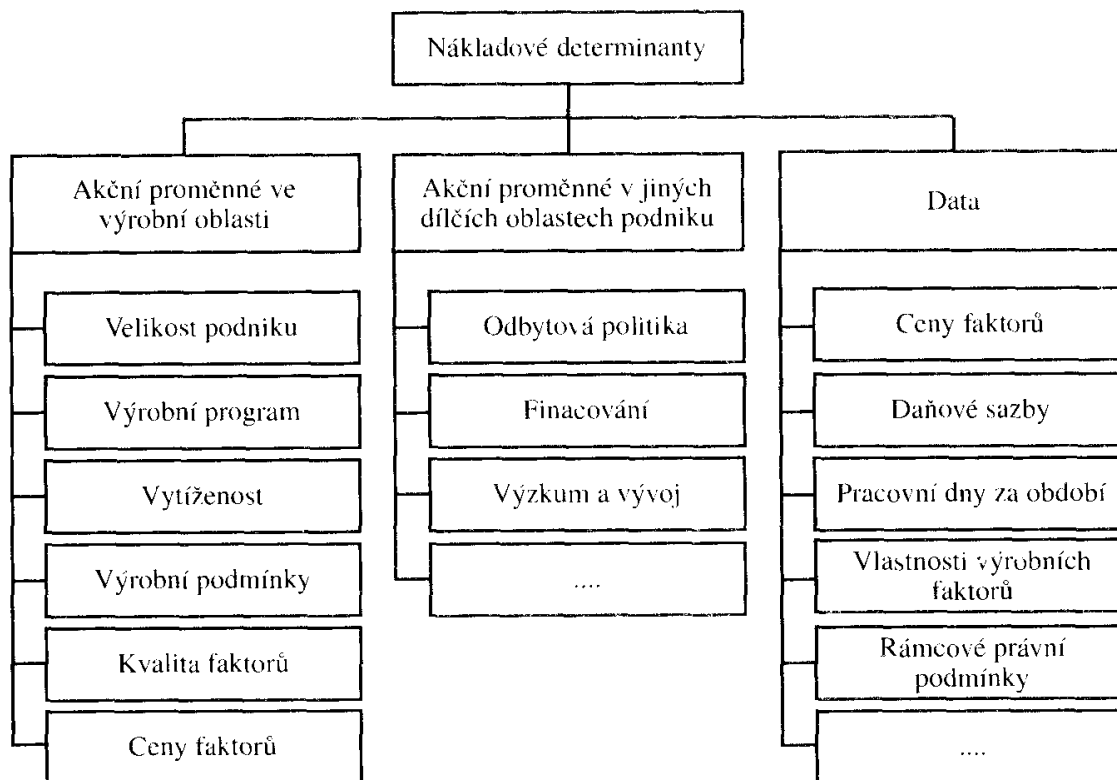 Nákladové determinanty
Akční proměnné ve
výrobní oblasti
Velikost podniku
Výrobní program
Vytíženost
Výrobní podmínky
Kvalita faktorů
Ceny faktorů
Akční proměnné v jiných
dílčích oblastech podniku
Odbytová politika
Finacování
Výzkum a vývoj
....
Data
Ceny faktorů
Daňové sazby
Pracovní dny za období
Vlastnosti výrobních
faktorů
Rámcové právní
podmínky
....